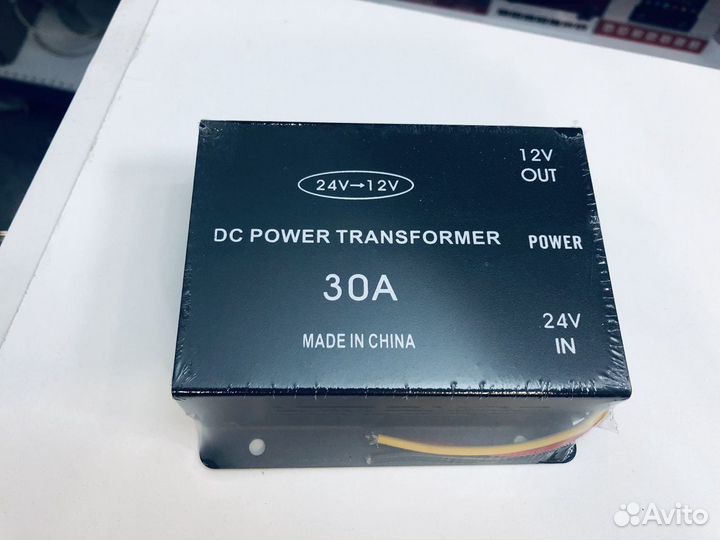 24V→12V
DC POWER TRANSFORMER
30A
MADE IN CHINA
12V
OUT
POWER
24V
IN
Avito